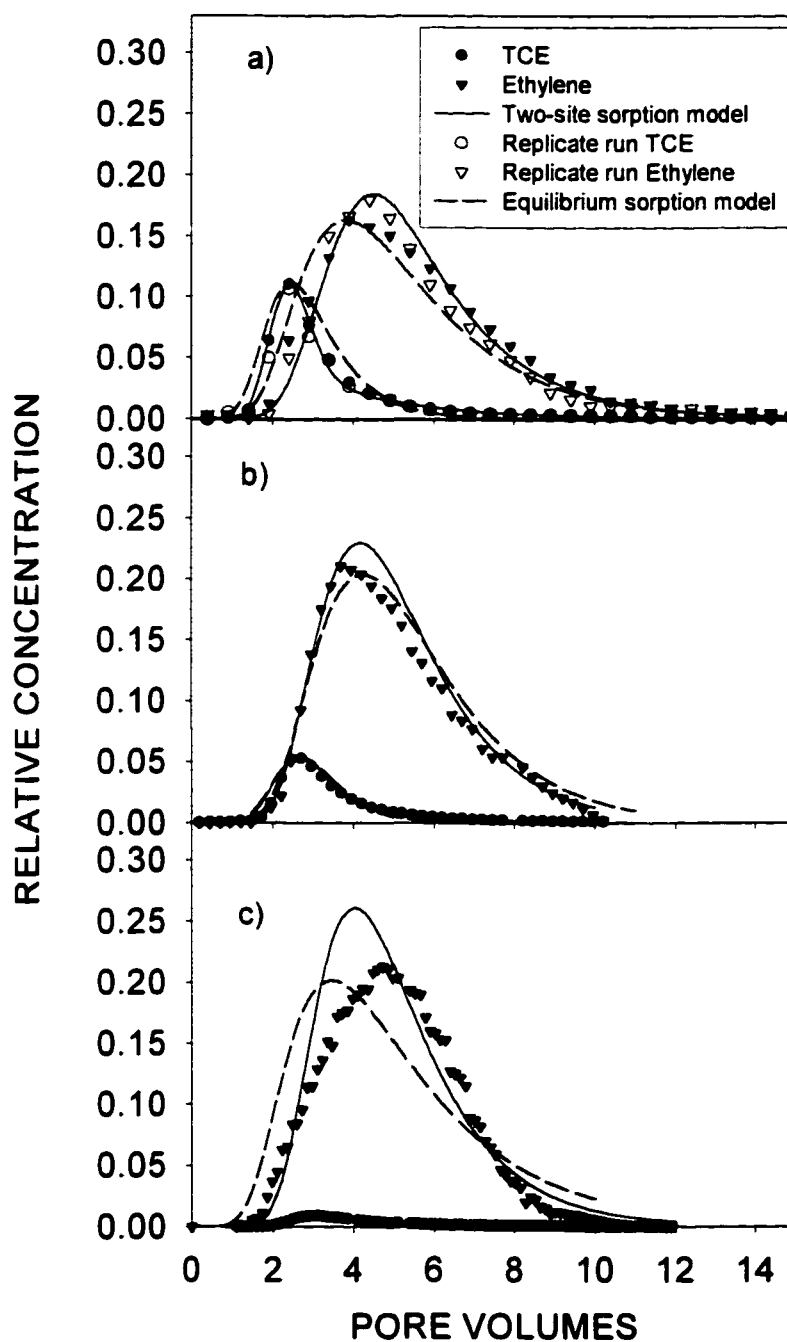 a)
TCE
Ethylene
Two-site sorption model
Replicate run TCE
Replicate run Ethylene
Equilibrium sorption model
0.30
0.25
0.20
0.15
0.10
0.05
0.00
b)
0.30
0.25
0.20
0.15
0.10
0.05
0.00
c)
0.30
0.25
0.20
0.15
0.10
0.05
0.00
0 2 4 6 8 10 12 14
RELATIVE CONCENTRATION
PORE VOLUMES